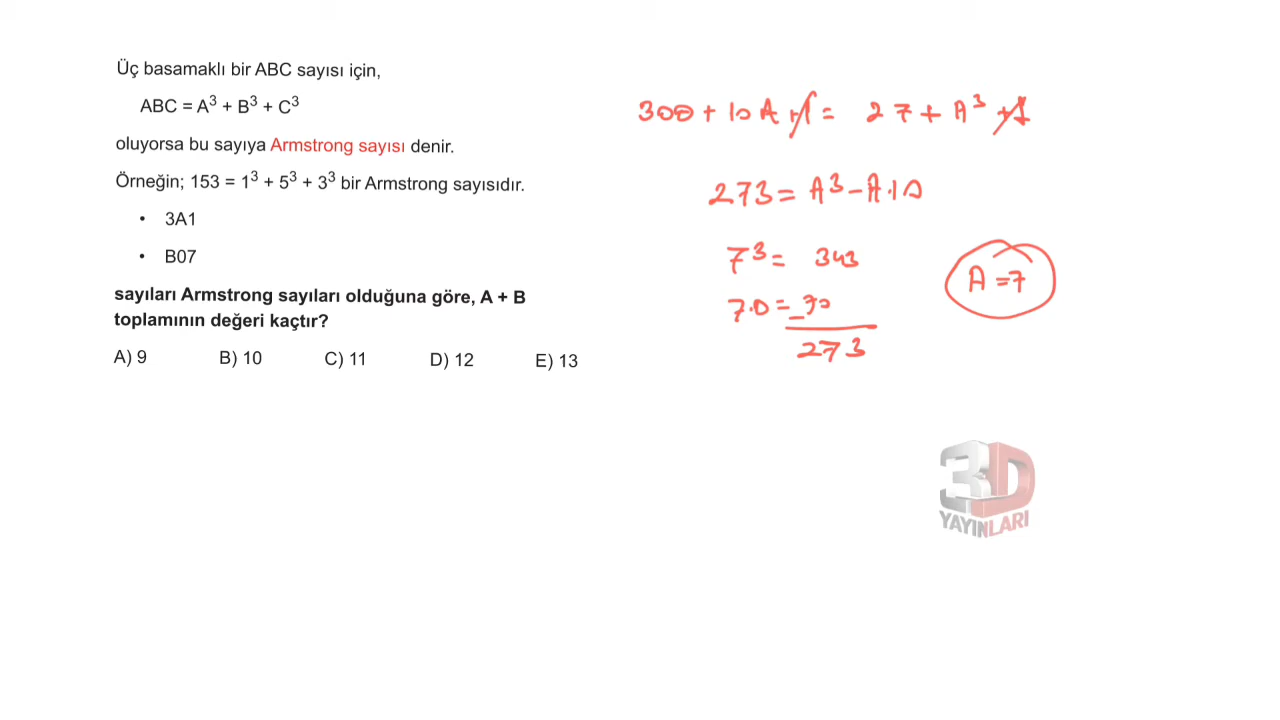 Üç basamaklı bir ABC sayısı için,
ABC = A³ + B³ + C³
oluyorsa bu sayıya Armstrong sayısı denir.
Örneğin; 153 = 1³ + 5³ + 3³ bir Armstrong sayısıdır.
• 3A1
• B07
sayıları Armstrong sayıları olduğuna göre, A + B
toplamının değeri kaçtır?
A) 9 B) 10 C) 11 D) 12 E) 13
300 + 10A + 1 = 27 + A³ + 1
273 = A³ - A.10
7³ = 343
7.0 = -70
273
A = 7
3D
YAYINLARI